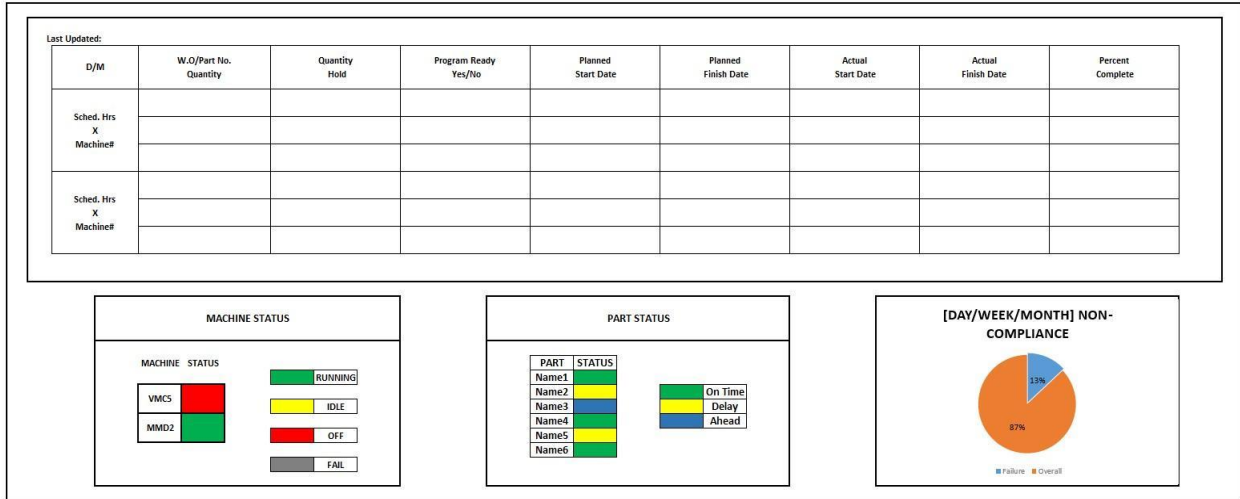 Last Updated:
D/M W.O/Part No. Quantity Program Ready Planned Planned Actual Actual Percent
Quantity Hold Yes/No Start Date Finish Date Start Date Finish Date Complete
Sched. Hrs
X
Machine#
Sched. Hrs
X
Machine#
MACHINE STATUS
MACHINE STATUS
VMC5
MMD2
RUNNING
IDLE
OFF
FAIL
PART STATUS
PART STATUS
Name1
Name2
Name3
Name4
Name5
Name6
On Time
Delay
Ahead
[DAY/WEEK/MONTH] NON-
COMPLIANCE
13%
87%
Failure Overall